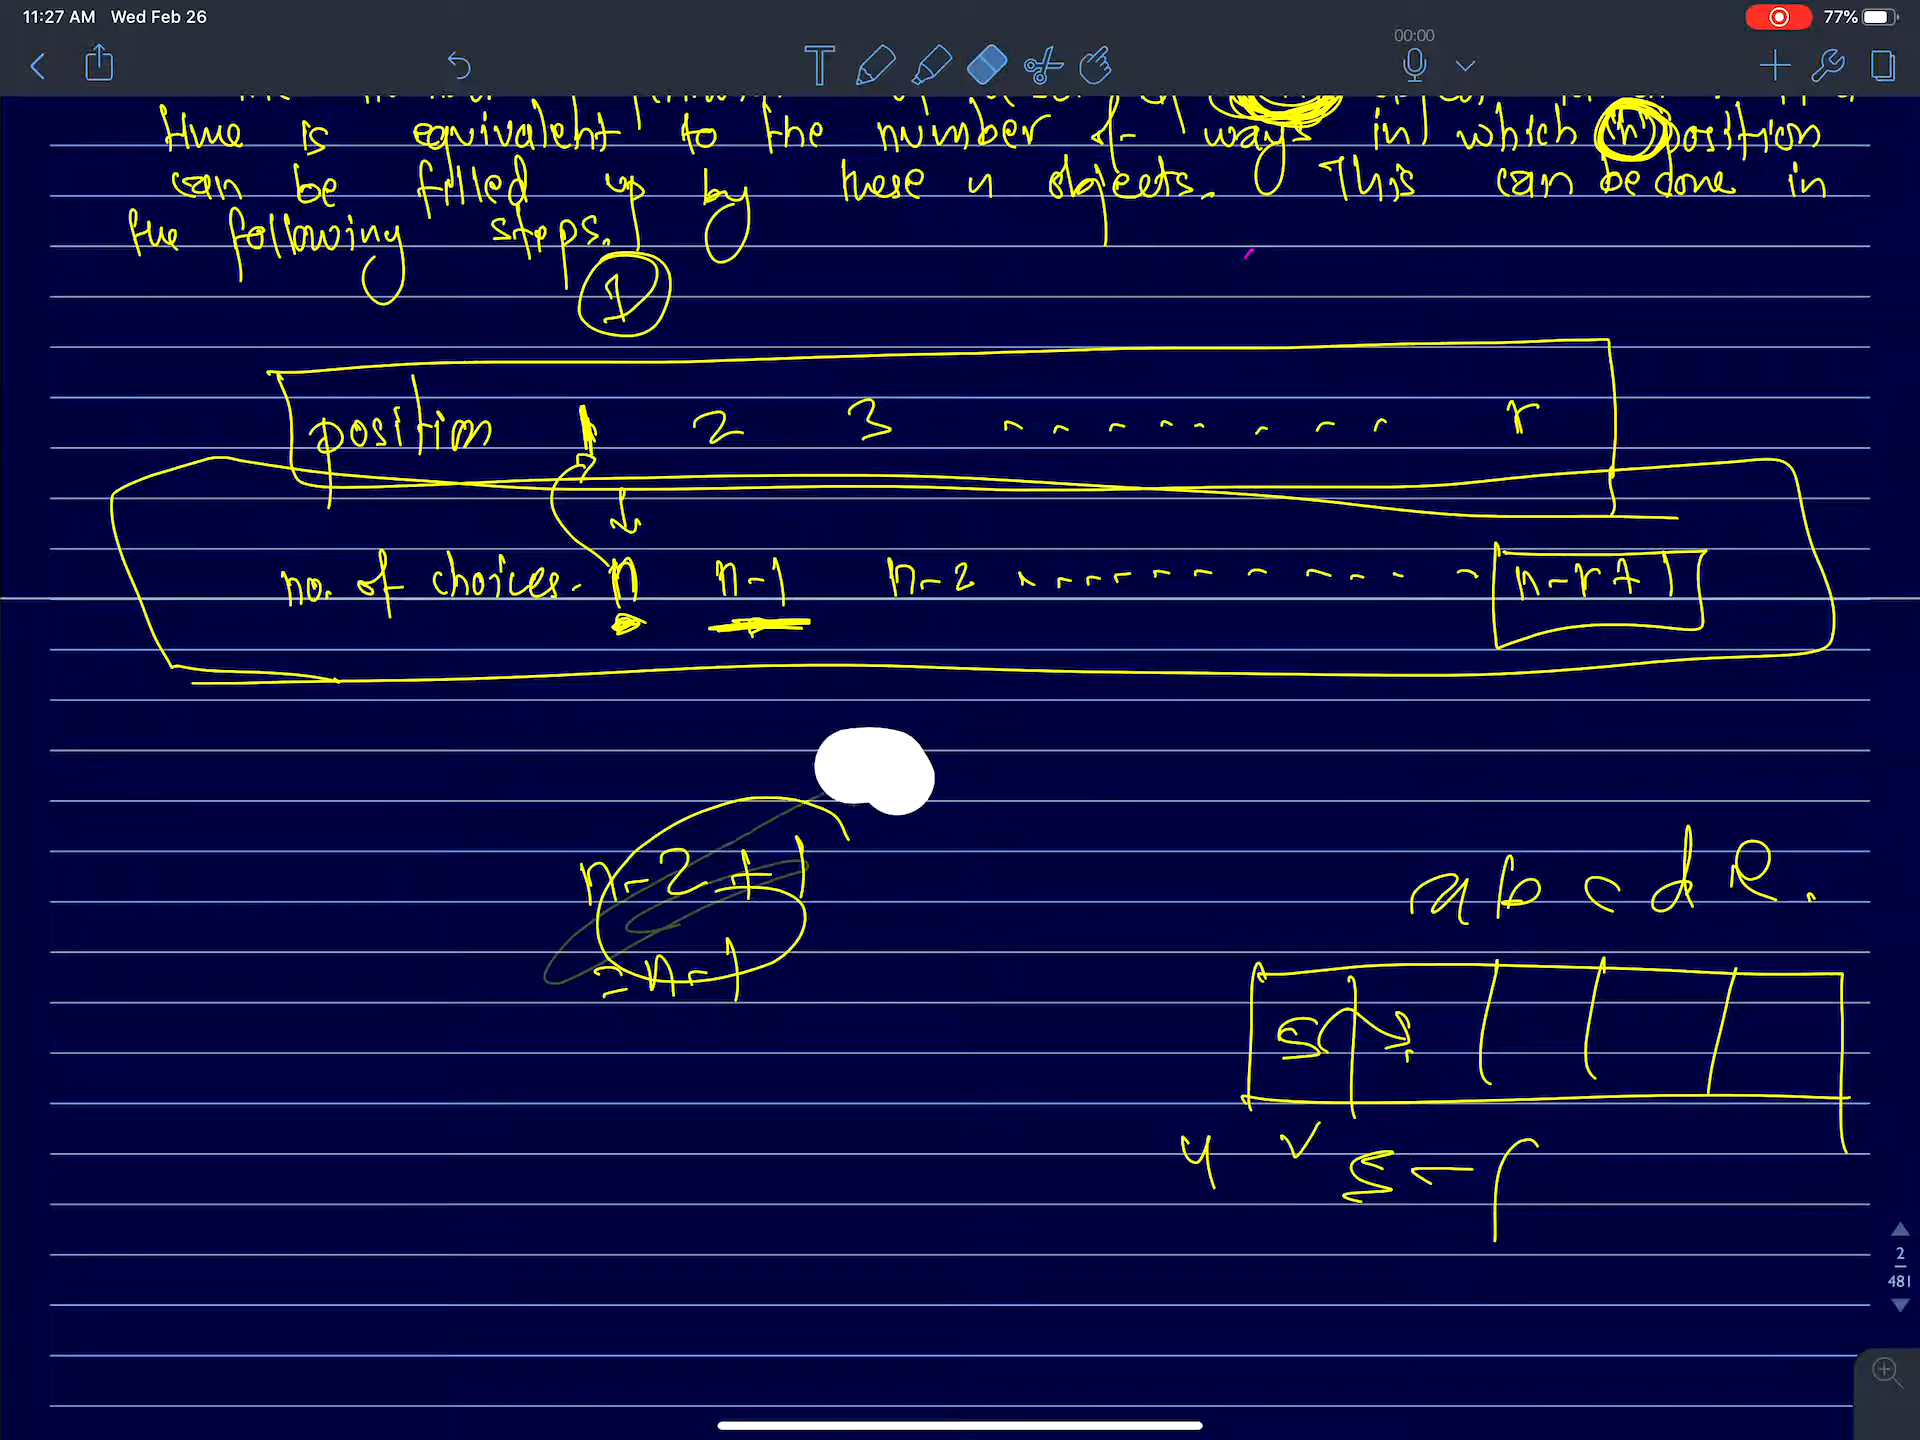 11:27 AM Wed Feb 26
77%
00:00
time is equivalent to the number of ways in which 'n' position
can be filled up by these n objects. This can be done in
the following steps.
1
position 1 2 3 - - - - - - - - r
no. of choices. n n-1 n-2 - - - - - - - - - n-r+1
n-2+1
= n-1
a b c d e.
5
4 5-
2
481